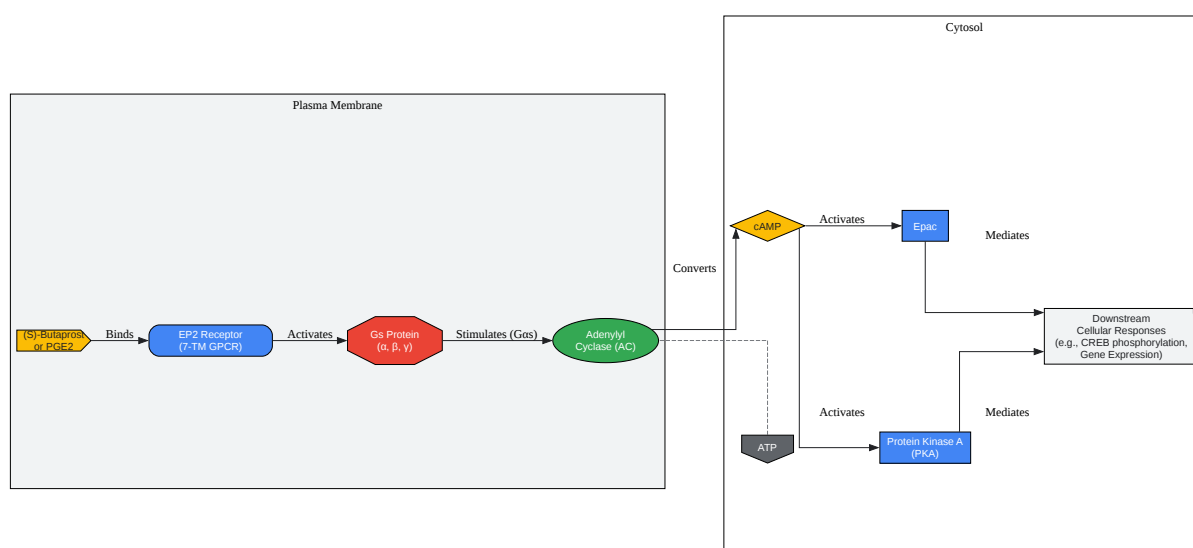 Cytosol
Plasma Membrane
cAMP
Activates
Epac
Mediates
Converts
(S)-Butaprost
or PGE2
Binds
EP2 Receptor
(7-TM GPCR)
Activates
Gs Protein
(α, β, γ)
Stimulates (Gαs)
Adenylyl
Cyclase (AC)
Downstream
Cellular Responses
(e.g., CREB phosphorylation,
Gene Expression)
ATP
Activates
Protein Kinase A
(PKA)
Mediates